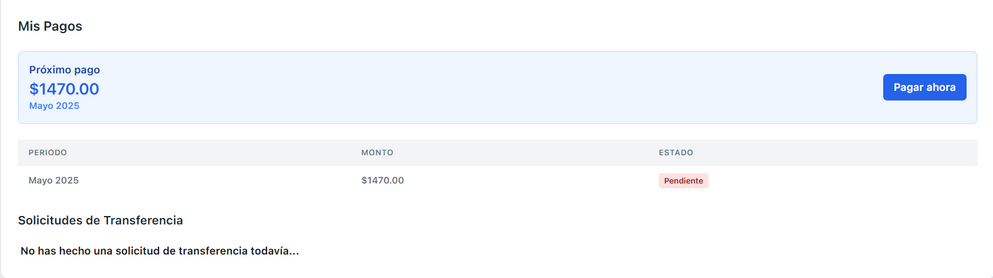 Mis Pagos
Próximo pago
$1470.00
Mayo 2025
Pagar ahora
PERIODO MONTO ESTADO
Mayo 2025 $1470.00 Pendiente
Solicitudes de Transferencia
No has hecho una solicitud de transferencia todavía...